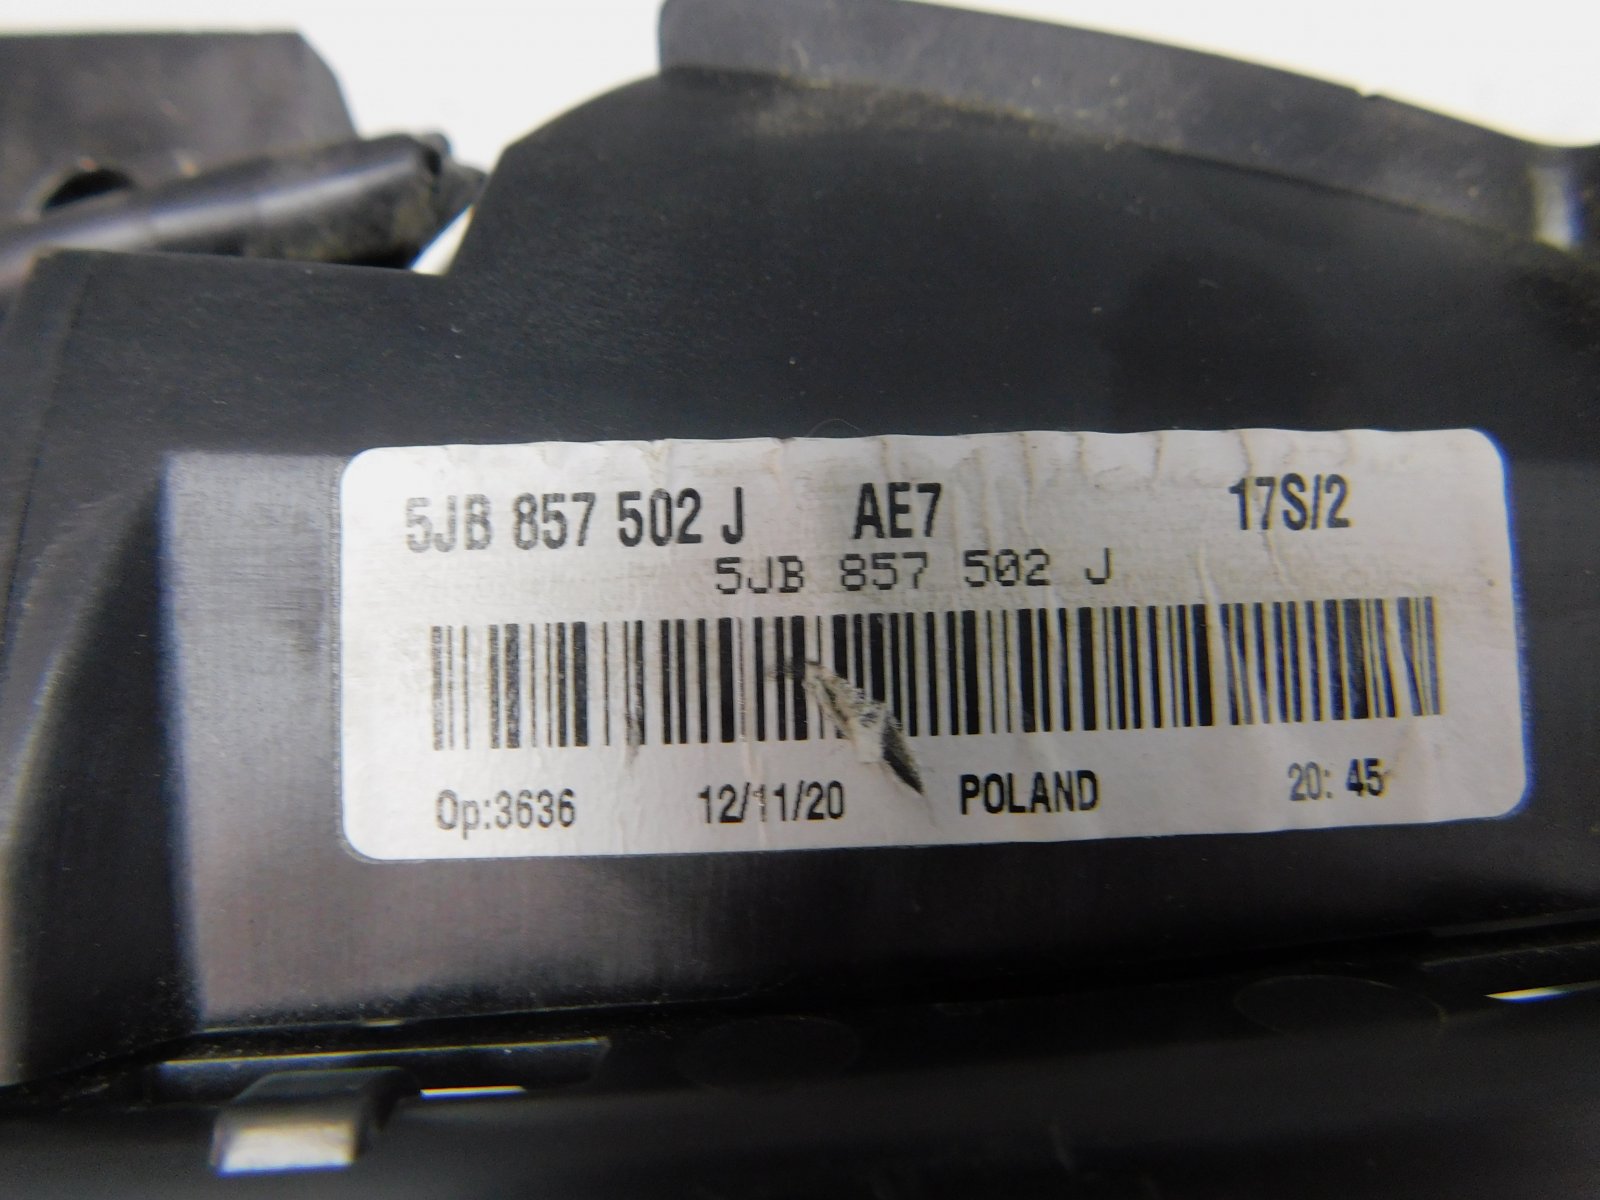 5JB 857 502 J AE7 17S/2
5JB 857 502 J
Op:3636 12/11/20 POLAND 20: 45